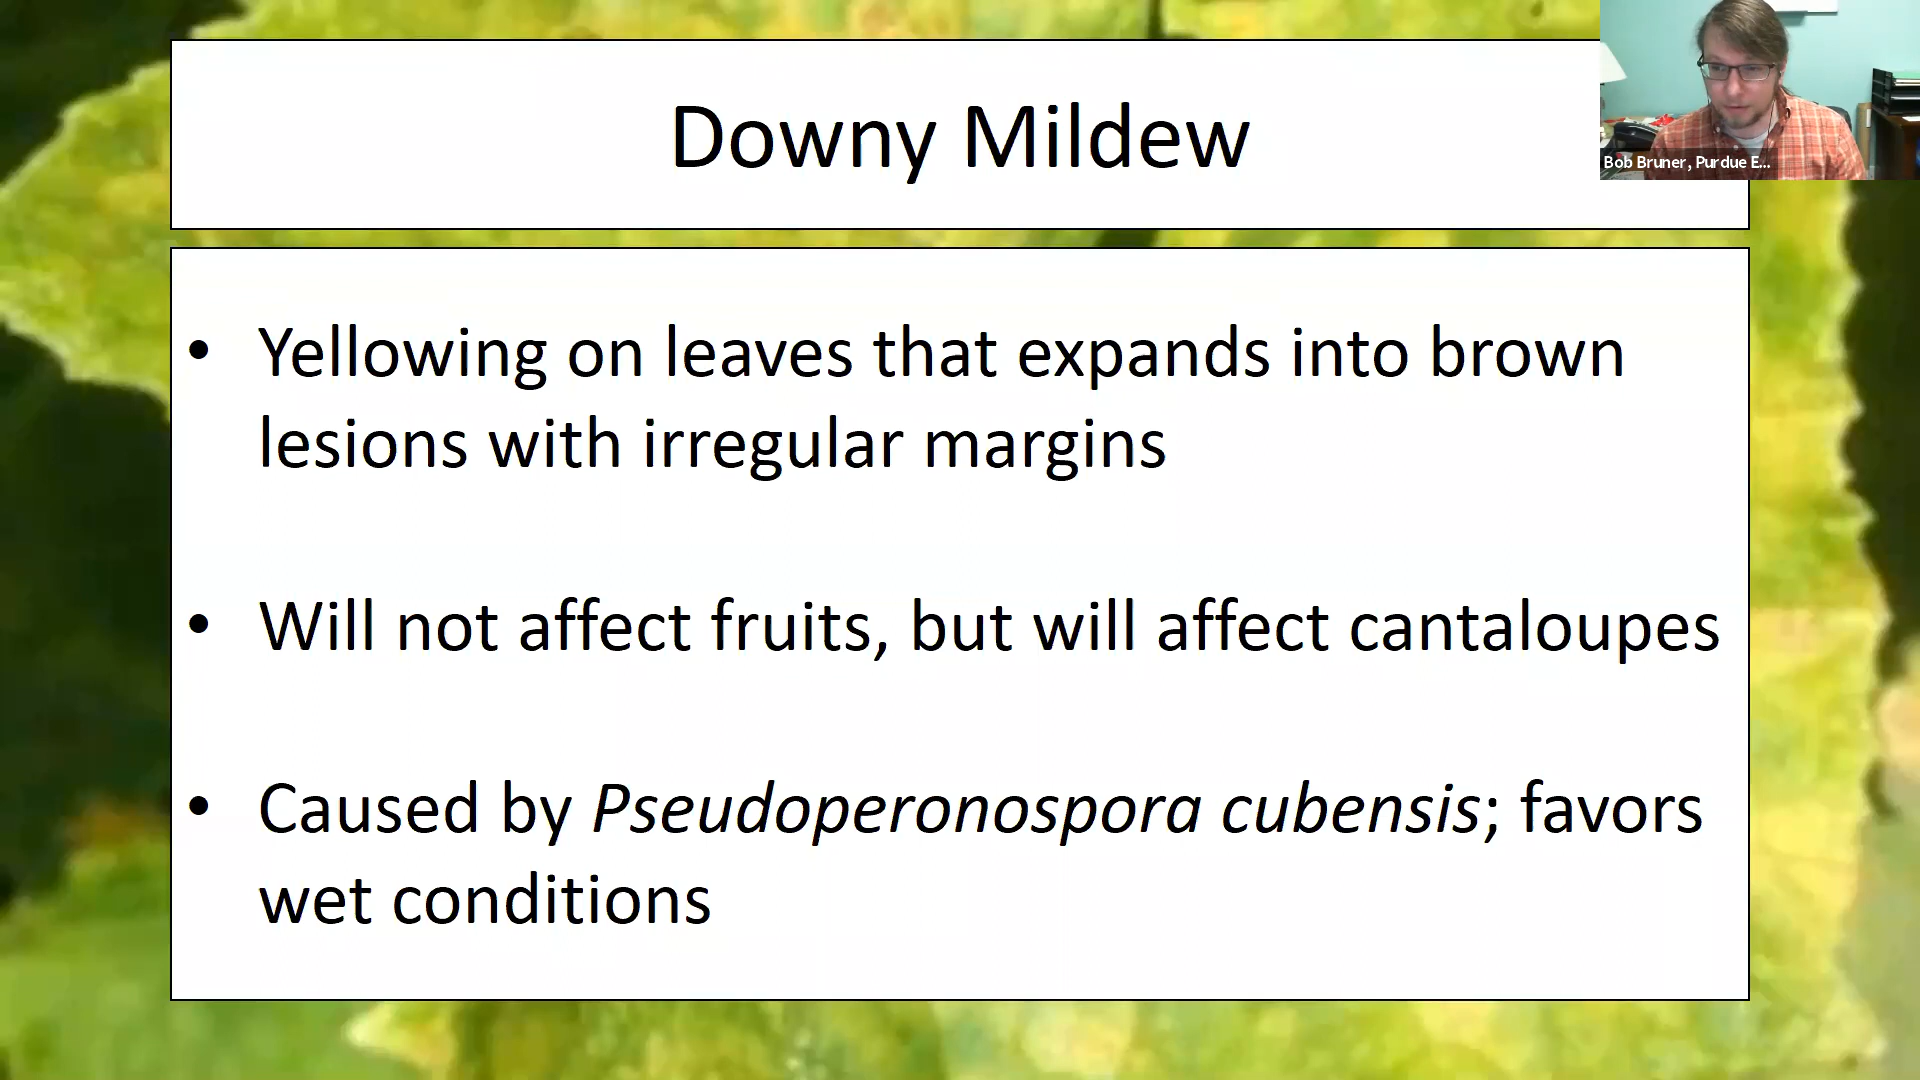 Downy Mildew
Bob Bruner, Purdue E...
• Yellowing on leaves that expands into brown
lesions with irregular margins
• Will not affect fruits, but will affect cantaloupes
• Caused by Pseudoperonospora cubensis; favors
wet conditions